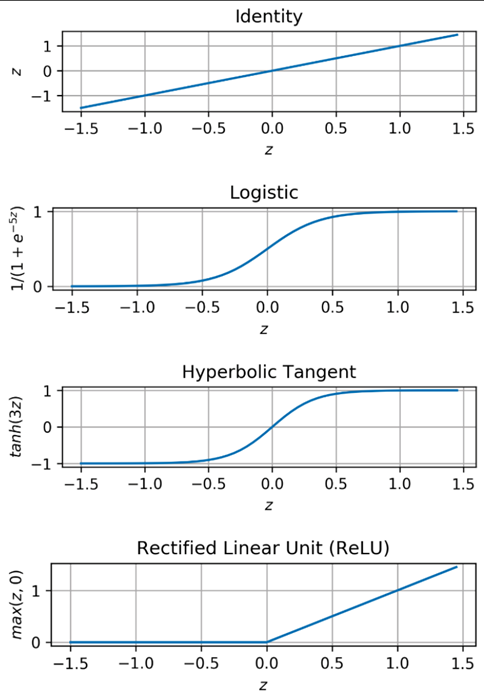 Identity
z
1
0
−1
−1.5 −1.0 −0.5 0.0 0.5 1.0 1.5
z
Logistic
1/(1 + e^{−5z})
1
0
−1.5 −1.0 −0.5 0.0 0.5 1.0 1.5
z
Hyperbolic Tangent
tanh(3z)
1
0
−1
−1.5 −1.0 −0.5 0.0 0.5 1.0 1.5
z
Rectified Linear Unit (ReLU)
max(z, 0)
1
0
−1.5 −1.0 −0.5 0.0 0.5 1.0 1.5
z